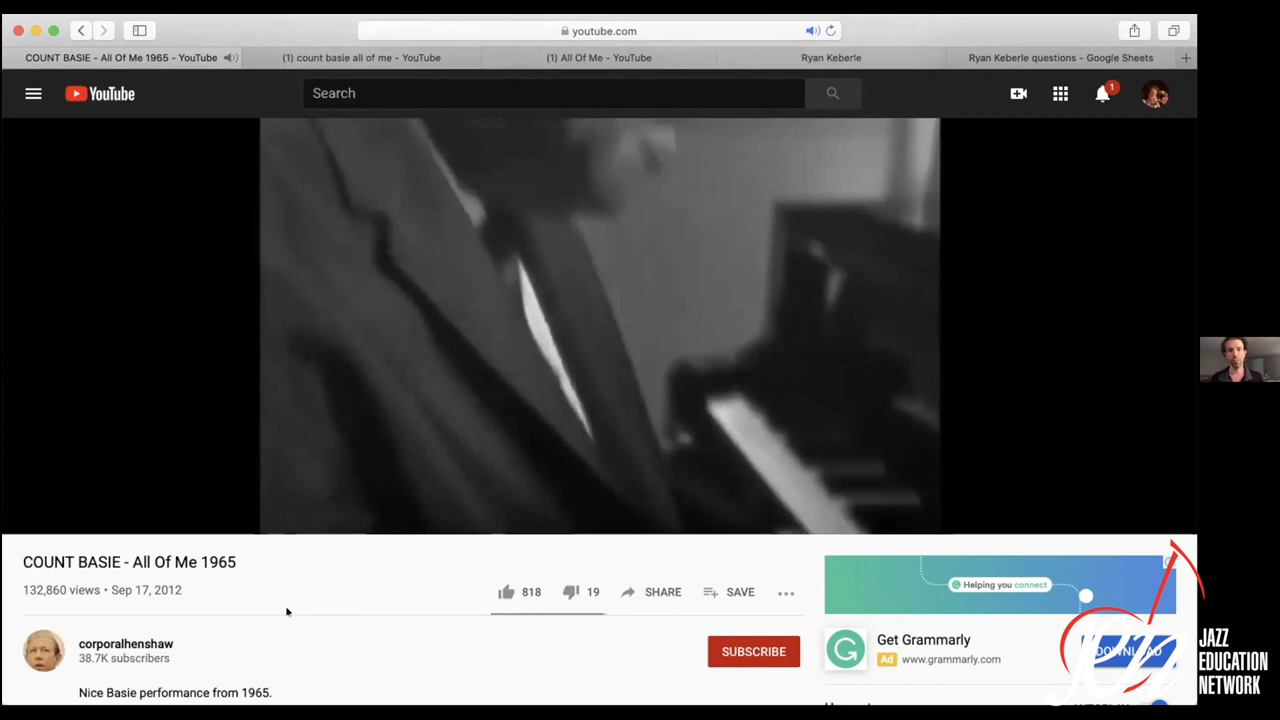 youtube.com
COUNT BASIE - All Of Me 1965 - YouTube
(1) count basie all of me - YouTube
(1) All Of Me - YouTube
Ryan Keberle
Ryan Keberle questions - Google Sheets
YouTube
Search
1
COUNT BASIE - All Of Me 1965
132,860 views • Sep 17, 2012
818
19
SHARE
SAVE
corporalhenshaw
38.7K subscribers
SUBSCRIBE
Nice Basie performance from 1965.
Helping you connect
Get Grammarly
Ad www.grammarly.com
DOWNLOAD
jen
JAZZ
EDUCATION
NETWORK